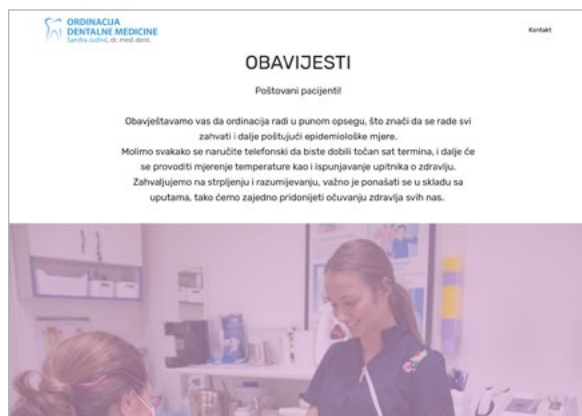 ORDINACIJA
DENTALNE MEDICINE
Sandra Judnić, dr. med. dent.
Kontakt
OBAVIJESTI
Poštovani pacijenti!
Obavještavamo vas da ordinacija radi u punom opsegu, što znači da se rade svi
zahvati i dalje poštujući epidemiološke mjere.
Molimo svakako se naručite telefonski da biste dobili točan sat termina, i dalje će
se provoditi mjerenje temperature kao i ispunjavanje upitnika o zdravlju.
Zahvaljujemo na strpljenju i razumijevanju, važno je ponašati se u skladu sa
uputama, tako ćemo zajedno pridonijeti očuvanju zdravlja svih nas.